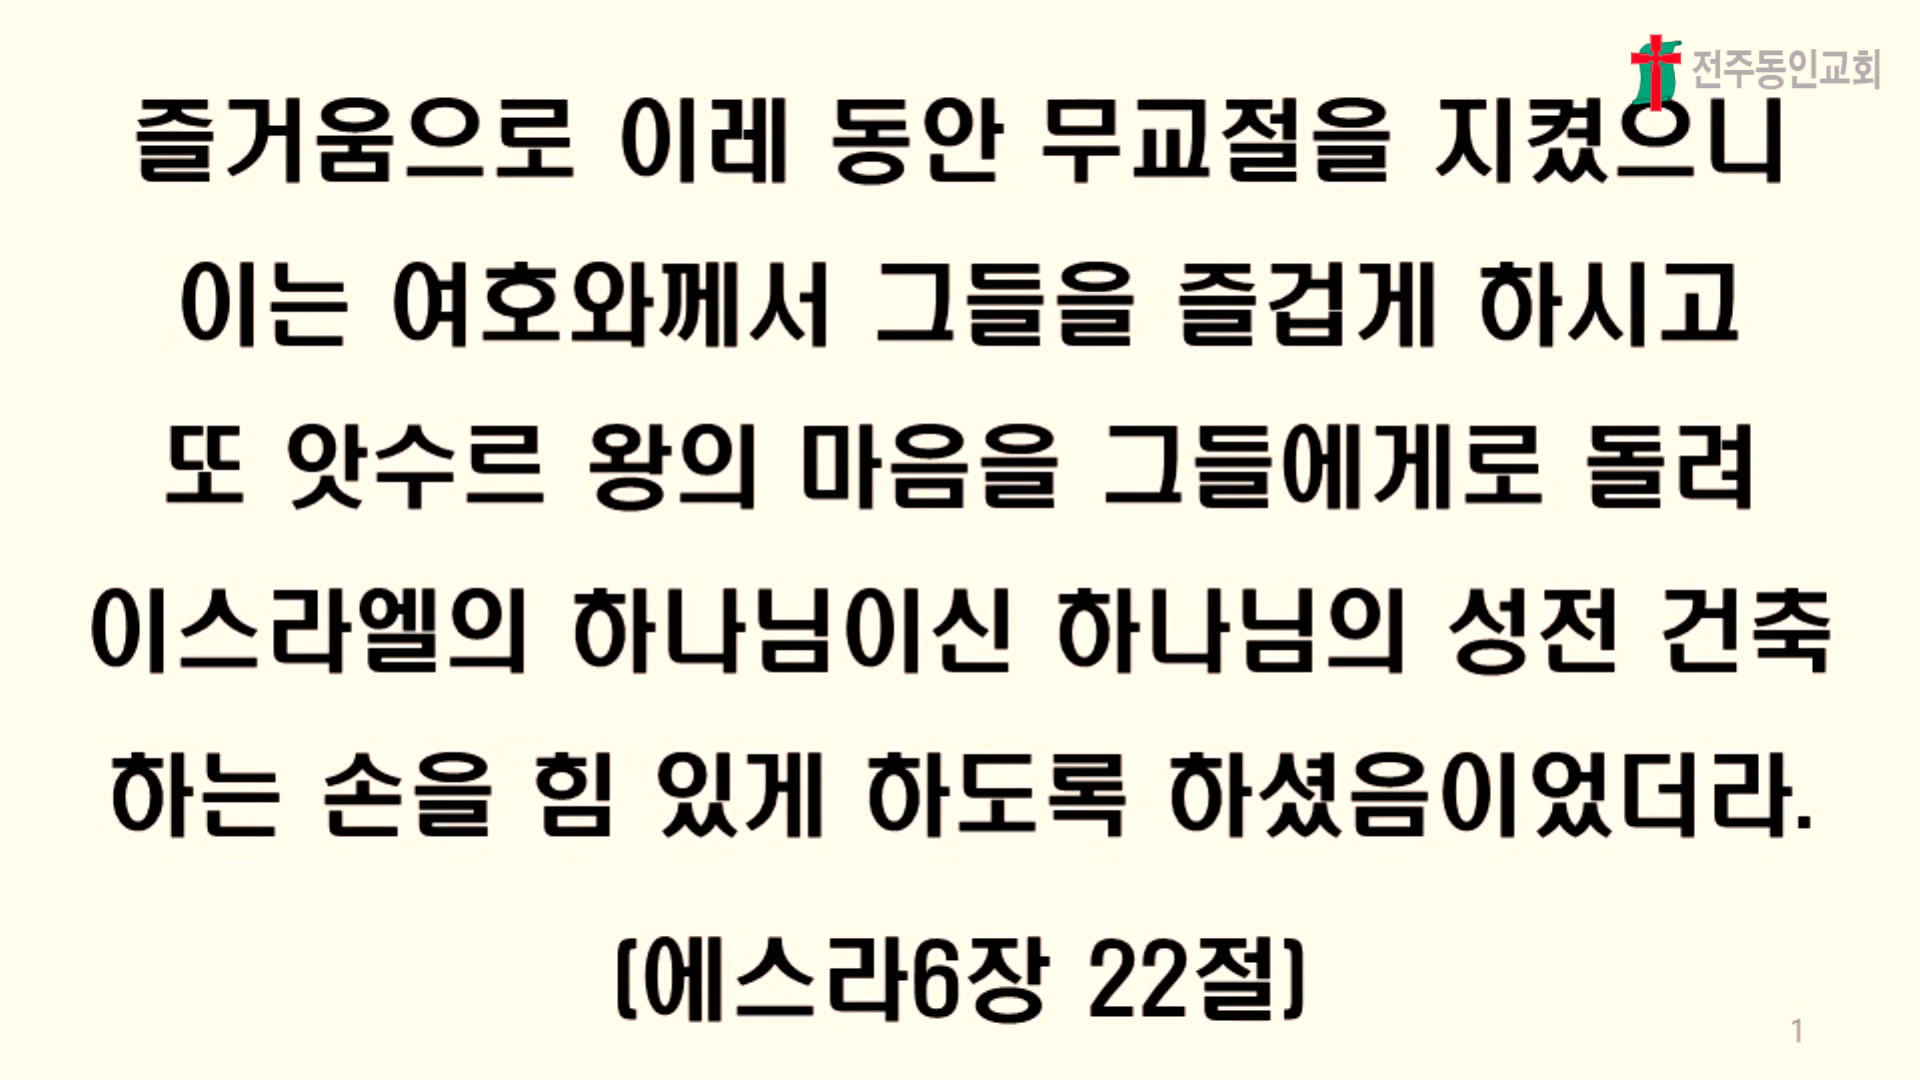 전주동인교회
즐거움으로 이레 동안 무교절을 지켰으니
이는 여호와께서 그들을 즐겁게 하시고
또 앗수르 왕의 마음을 그들에게로 돌려
이스라엘의 하나님이신 하나님의 성전 건축
하는 손을 힘 있게 하도록 하셨음이었더라.
(에스라6장 22절)
1